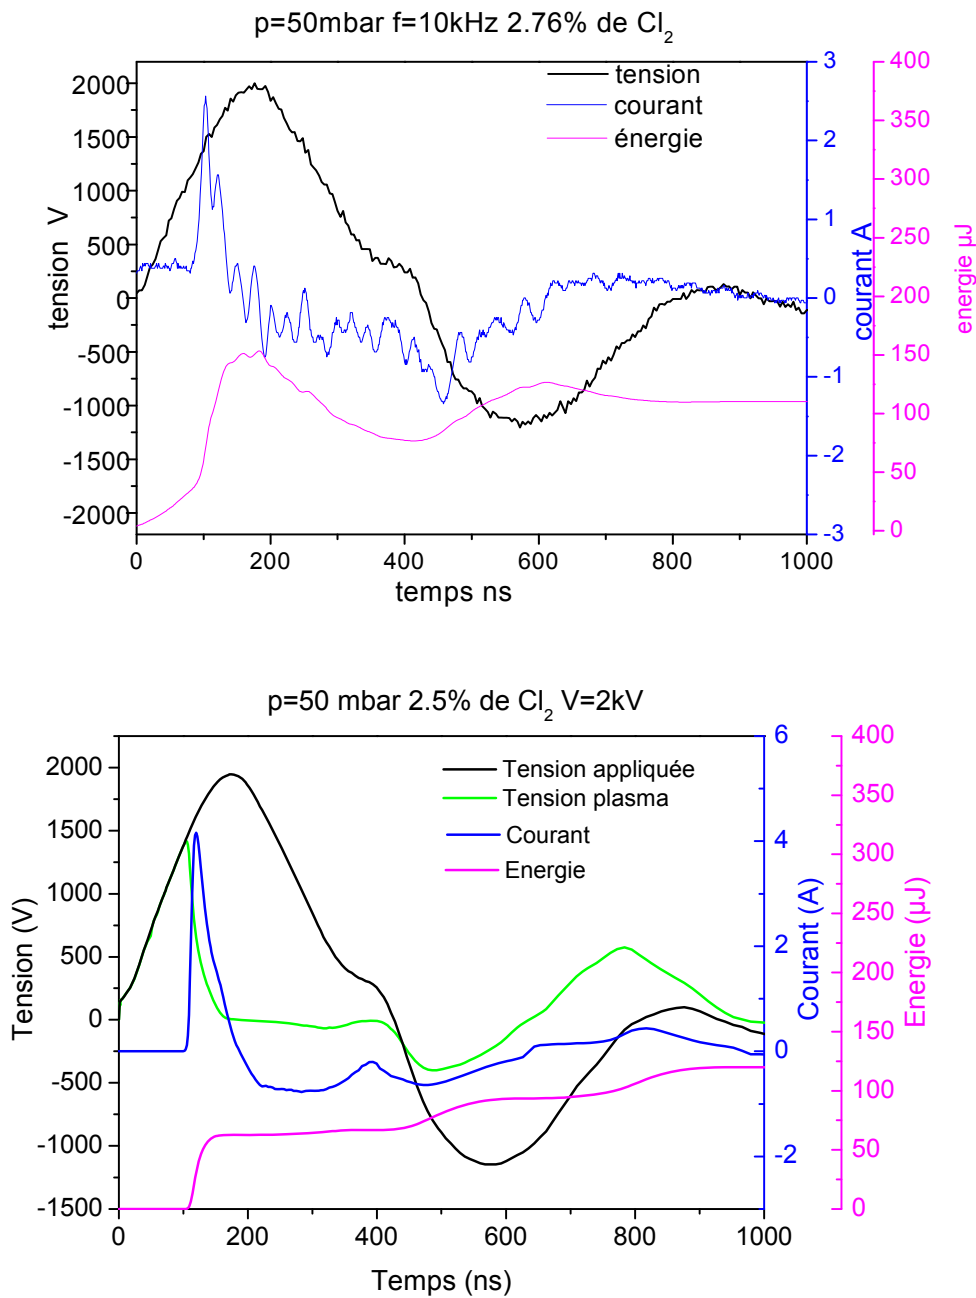 p=50mbar f=10kHz 2.76% de Cl₂
tension
courant
énergie
2000
1500
1000
500
0
-500
-1000
-1500
-2000
tension V
3
2
1
0
-1
-2
-3
courant A
400
350
300
250
200
150
100
50
0
energie µJ
0 200 400 600 800 1000
temps ns
p=50 mbar 2.5% de Cl₂ V=2kV
Tension appliquée
Tension plasma
Courant
Energie
2000
1500
1000
500
0
-500
-1000
-1500
Tension (V)
6
4
2
0
-2
Courant (A)
400
350
300
250
200
150
100
50
0
Energie (µJ)
0 200 400 600 800 1000
Temps (ns)